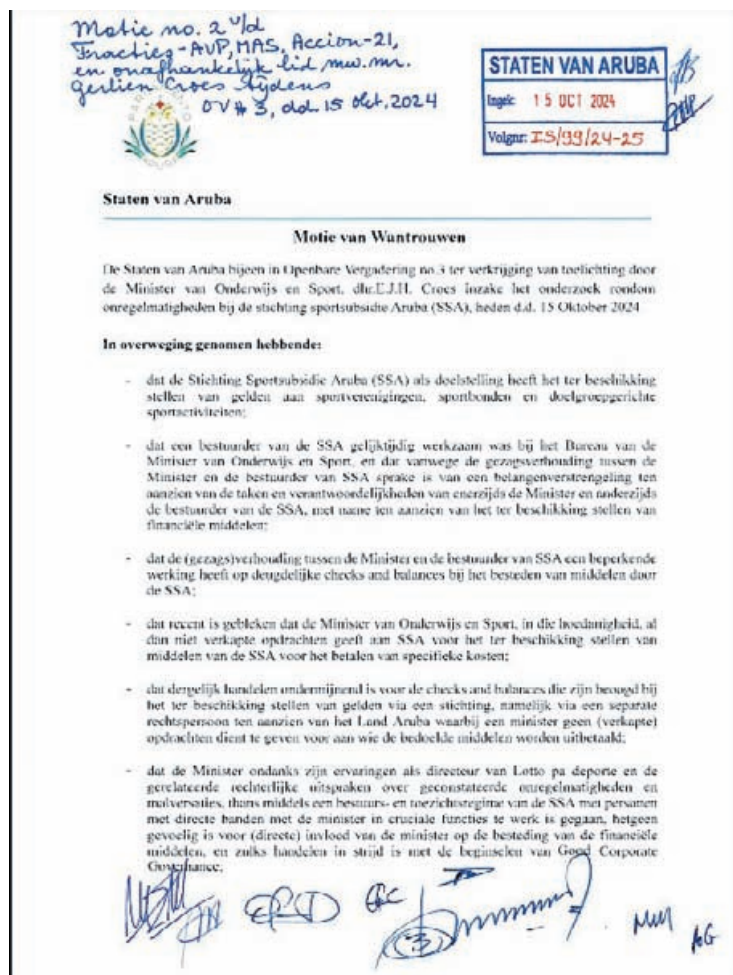 Motie no. 2 v/d
Fracties-AVP, MAS, Accion-21,
en onafhankelijk lid, mw. mr.
Gerlien Croes tijdens
OV # 3, dd. 15 okt. 2024
STATEN VAN ARUBA
Ingek: 15 OCT 2024
Volgnr: IS/99/24-25
Staten van Aruba
Motie van Wantrouwen
De Staten van Aruba bijeen in Openbare Vergadering no.3 ter verkrijging van toelichting door
de Minister van Onderwijs en Sport, dhr.E.J.H. Croes inzake het onderzoek rondom
onregelmatigheden bij de stichting sportsubsidie Aruba (SSA), heden d.d. 15 Oktober 2024
In overweging genomen hebbende:
- dat de Stichting Sportsubsidie Aruba (SSA) als doelstelling heeft het ter beschikking
stellen van gelden aan sportverenigingen, sportbonden en doelgroepgerichte
sportactiviteiten;
- dat een bestuurder van de SSA gelijktijdig werkzaam was bij het Bureau van de
Minister van Onderwijs en Sport, en dat vanwege de gezagsverhouding tussen de
Minister en de bestuurder van SSA sprake is van een belangenverstrengeling ten
aanzien van de taken en verantwoordelijkheden van enerzijds de Minister en anderzijds
de bestuurder van de SSA, met name ten aanzien van het ter beschikking stellen van
financiële middelen;
- dat de (gezags)verhouding tussen de Minister en de bestuurder van SSA een beperkende
werking heeft op deugdelijke checks and balances bij het besteden van middelen door
de SSA;
- dat recent is gebleken dat de Minister van Onderwijs en Sport, in die hoedanigheid, al
dan niet verkapte opdrachten geeft aan SSA voor het ter beschikking stellen van
middelen van de SSA voor het betalen van specifieke kosten;
- dat dergelijk handelen ondermijnend is voor de checks and balances die zijn beoogd bij
het ter beschikking stellen van gelden via een stichting, namelijk via een separate
rechtspersoon ten aanzien van het Land Aruba waarbij een minister geen (verkapte)
opdrachten dient te geven voor aan wie de bedoelde middelen worden uitbetaald;
- dat de Minister ondanks zijn ervaringen als directeur van Lotto pa deporte en de
gerelateerde rechterlijke uitspraken over geconstateerde onregelmatigheden en
malversaties, thans middels een bestuurs- en toezichtsregime van de SSA met personen
met directe banden met de minister in cruciale functies te werk is gegaan, hetgeen
gevoelig is voor (directe) invloed van de minister op de besteding van de financiële
middelen, en zulks handelen in strijd is met de beginselen van Good Corporate
Governance;